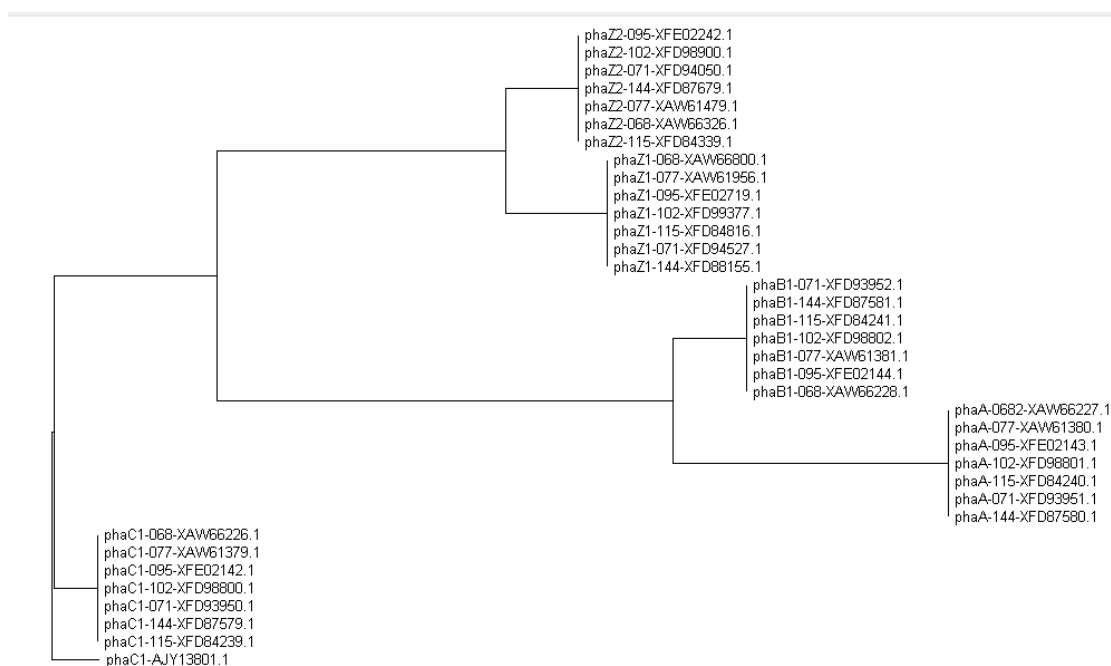 phaZ2-095-XFE02242.1
phaZ2-102-XFD98900.1
phaZ2-071-XFD94050.1
phaZ2-144-XFD87679.1
phaZ2-077-XAW61479.1
phaZ2-068-XAW66326.1
phaZ2-115-XFD84339.1
phaZ1-068-XAW66800.1
phaZ1-077-XAW61956.1
phaZ1-095-XFE02719.1
phaZ1-102-XFD99377.1
phaZ1-115-XFD84816.1
phaZ1-071-XFD94527.1
phaZ1-144-XFD88155.1
phaB1-071-XFD93952.1
phaB1-144-XFD87581.1
phaB1-115-XFD84241.1
phaB1-102-XFD98802.1
phaB1-077-XAW61381.1
phaB1-095-XFE02144.1
phaB1-068-XAW66228.1
phaA-0682-XAW66227.1
phaA-077-XAW61380.1
phaA-095-XFE02143.1
phaA-102-XFD98801.1
phaA-115-XFD84240.1
phaA-071-XFD93951.1
phaA-144-XFD87580.1
phaC1-068-XAW66226.1
phaC1-077-XAW61379.1
phaC1-095-XFE02142.1
phaC1-102-XFD98800.1
phaC1-071-XFD93950.1
phaC1-144-XFD87579.1
phaC1-115-XFD84239.1
phaC1-AJY13801.1